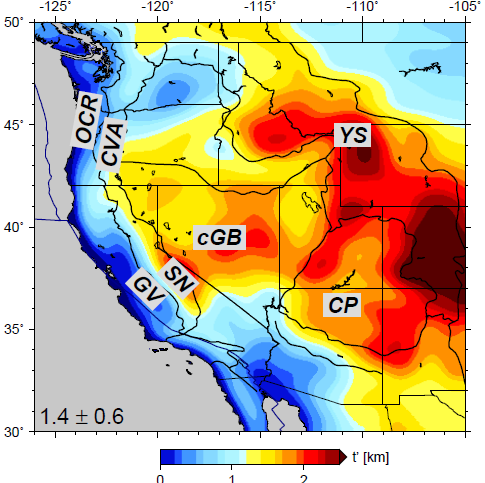 -125° -120° -115° -110° -105°
50°
45°
40°
35°
30°
OCR
CVA
YS
cGB
SN
GV
CP
1.4 ± 0.6
t' [km]
0 1 2